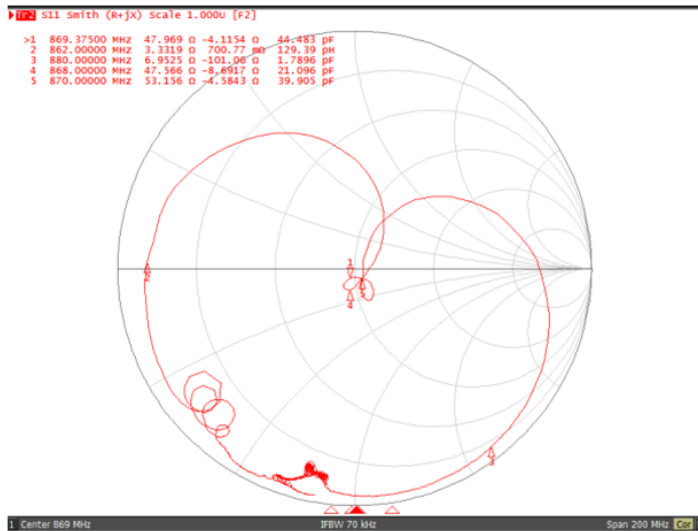 Tr2 S11 Smith (R+jX) Scale 1.000U [F2]
>1 869.37500 MHz 47.969 Ω -4.1154 Ω 44.483 pF
2 862.00000 MHz 3.3319 Ω 700.77 mΩ 129.39 pH
3 880.00000 MHz 6.9525 Ω -101.06 Ω 1.7896 pF
4 868.00000 MHz 47.566 Ω -8.6917 Ω 21.096 pF
5 870.00000 MHz 53.156 Ω -4.5843 Ω 39.905 pF
1
2
4
5
3
1 Center 869 MHz IFBW 70 kHz Span 200 MHz Cor